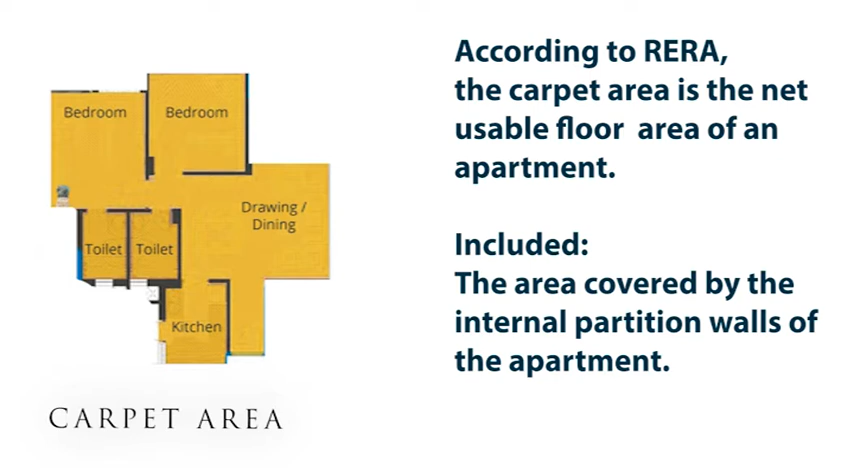 According to RERA,
the carpet area is the net
usable floor area of an
apartment.
Included:
The area covered by the
internal partition walls of
the apartment.
Bedroom
Bedroom
Drawing /
Dining
Toilet
Toilet
Kitchen
CARPET AREA